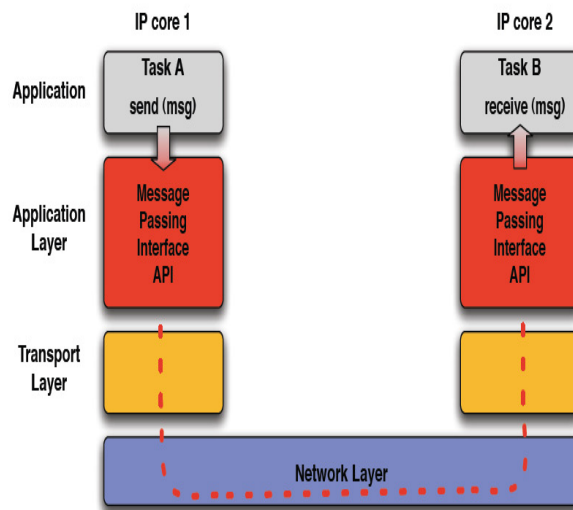 IP core 1
IP core 2
Application
Task A
send (msg)
Task B
receive (msg)
Application
Layer
Message
Passing
Interface
API
Message
Passing
Interface
API
Transport
Layer
Network Layer